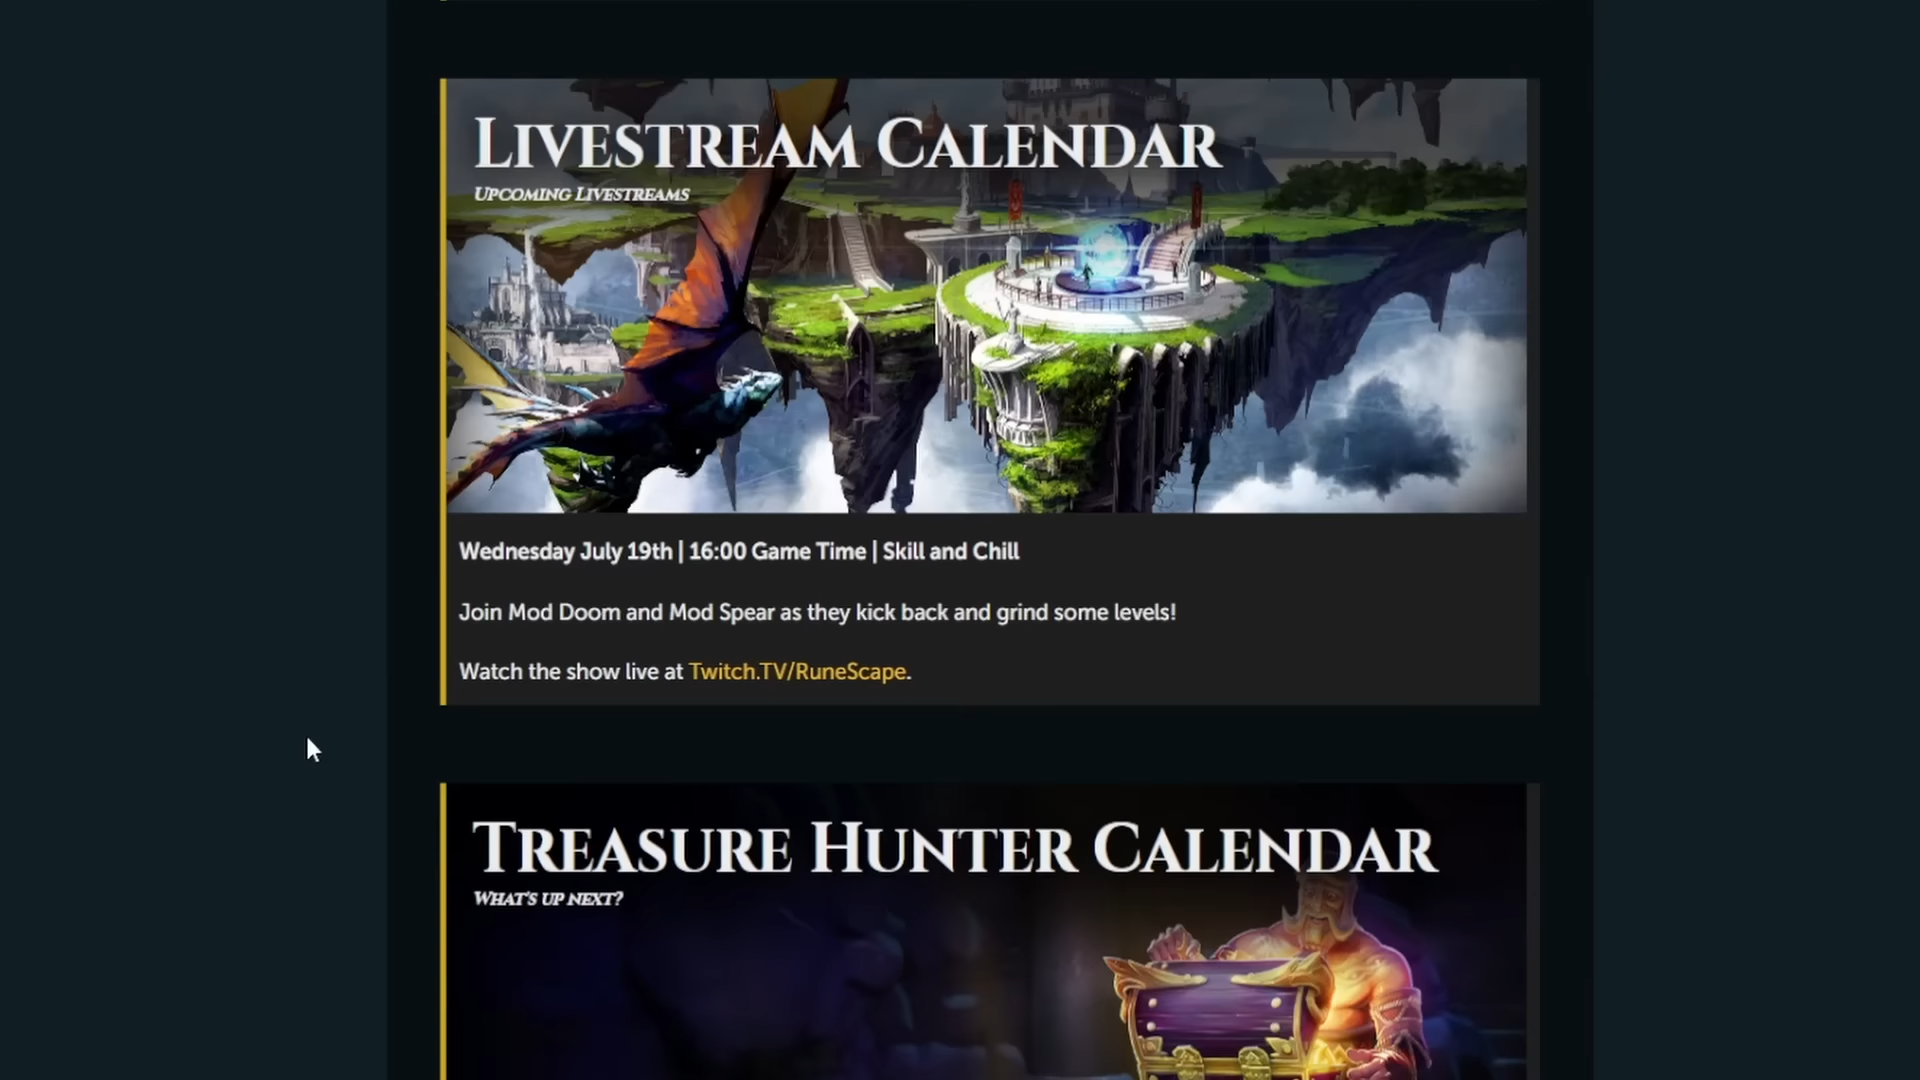 Livestream Calendar
Upcoming Livestreams
Wednesday July 19th | 16:00 Game Time | Skill and Chill
Join Mod Doom and Mod Spear as they kick back and grind some levels!
Watch the show live at Twitch.TV/RuneScape.
Treasure Hunter Calendar
What's up next?